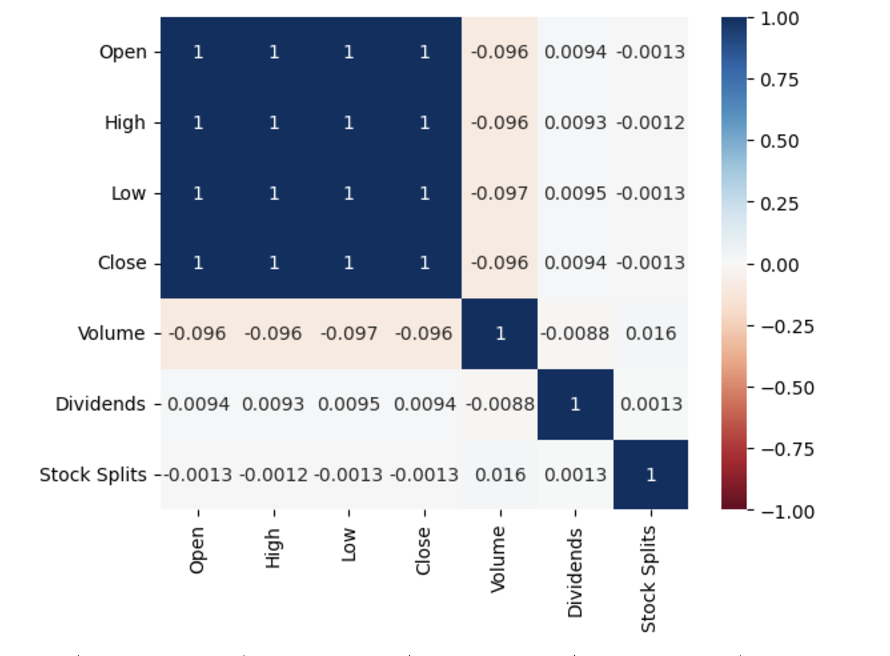 Open 1 1 1 1 -0.096 0.0094 -0.0013
High 1 1 1 1 -0.096 0.0093 -0.0012
Low 1 1 1 1 -0.097 0.0095 -0.0013
Close 1 1 1 1 -0.096 0.0094 -0.0013
Volume -0.096 -0.096 -0.097 -0.096 1 -0.0088 0.016
Dividends 0.0094 0.0093 0.0095 0.0094 -0.0088 1 0.0013
Stock Splits -0.0013 -0.0012 -0.0013 -0.0013 0.016 0.0013 1
Open High Low Close Volume Dividends Stock Splits
1.00
0.75
0.50
0.25
0.00
−0.25
−0.50
−0.75
−1.00